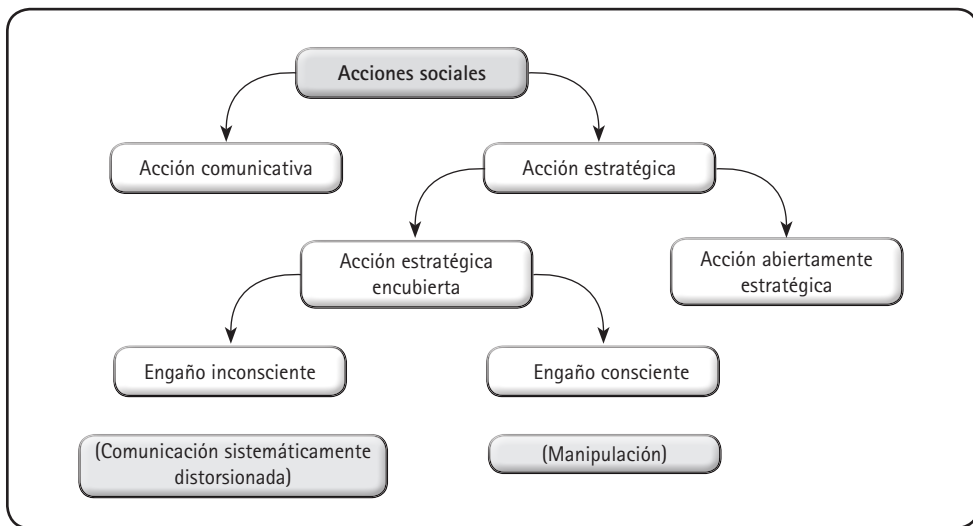 Acciones sociales
Acción comunicativa
Acción estratégica
Acción estratégica
encubierta
Acción abiertamente
estratégica
Engaño inconsciente
Engaño consciente
(Comunicación sistemáticamente
distorsionada)
(Manipulación)